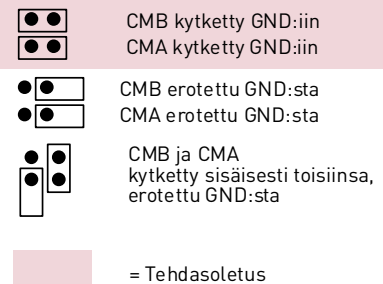 CMB kytketty GND:iin
CMA kytketty GND:iin
CMB erotettu GND:sta
CMA erotettu GND:sta
CMB ja CMA
kytketty sisäisesti toisiinsa,
erotettu GND:sta
= Tehdasoletus